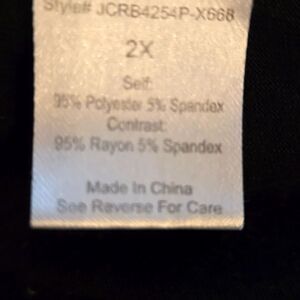 Style# JCRB4254P-X668
2X
Self:
95% Polyester 5% Spandex
Contrast:
95% Rayon 5% Spandex
Made In China
See Reverse For Care